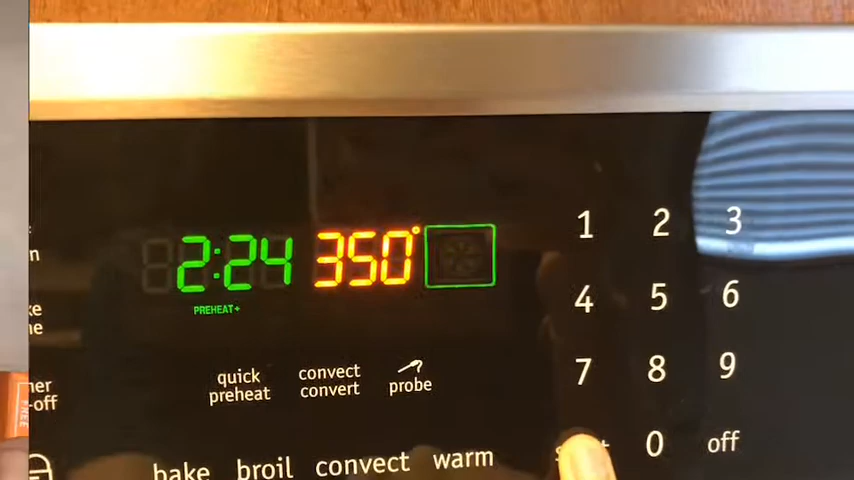 2:24 350°
PREHEAT+
quick preheat
convect convert
probe
bake broil convect warm
1 2 3
4 5 6
7 8 9
0 off
FREE